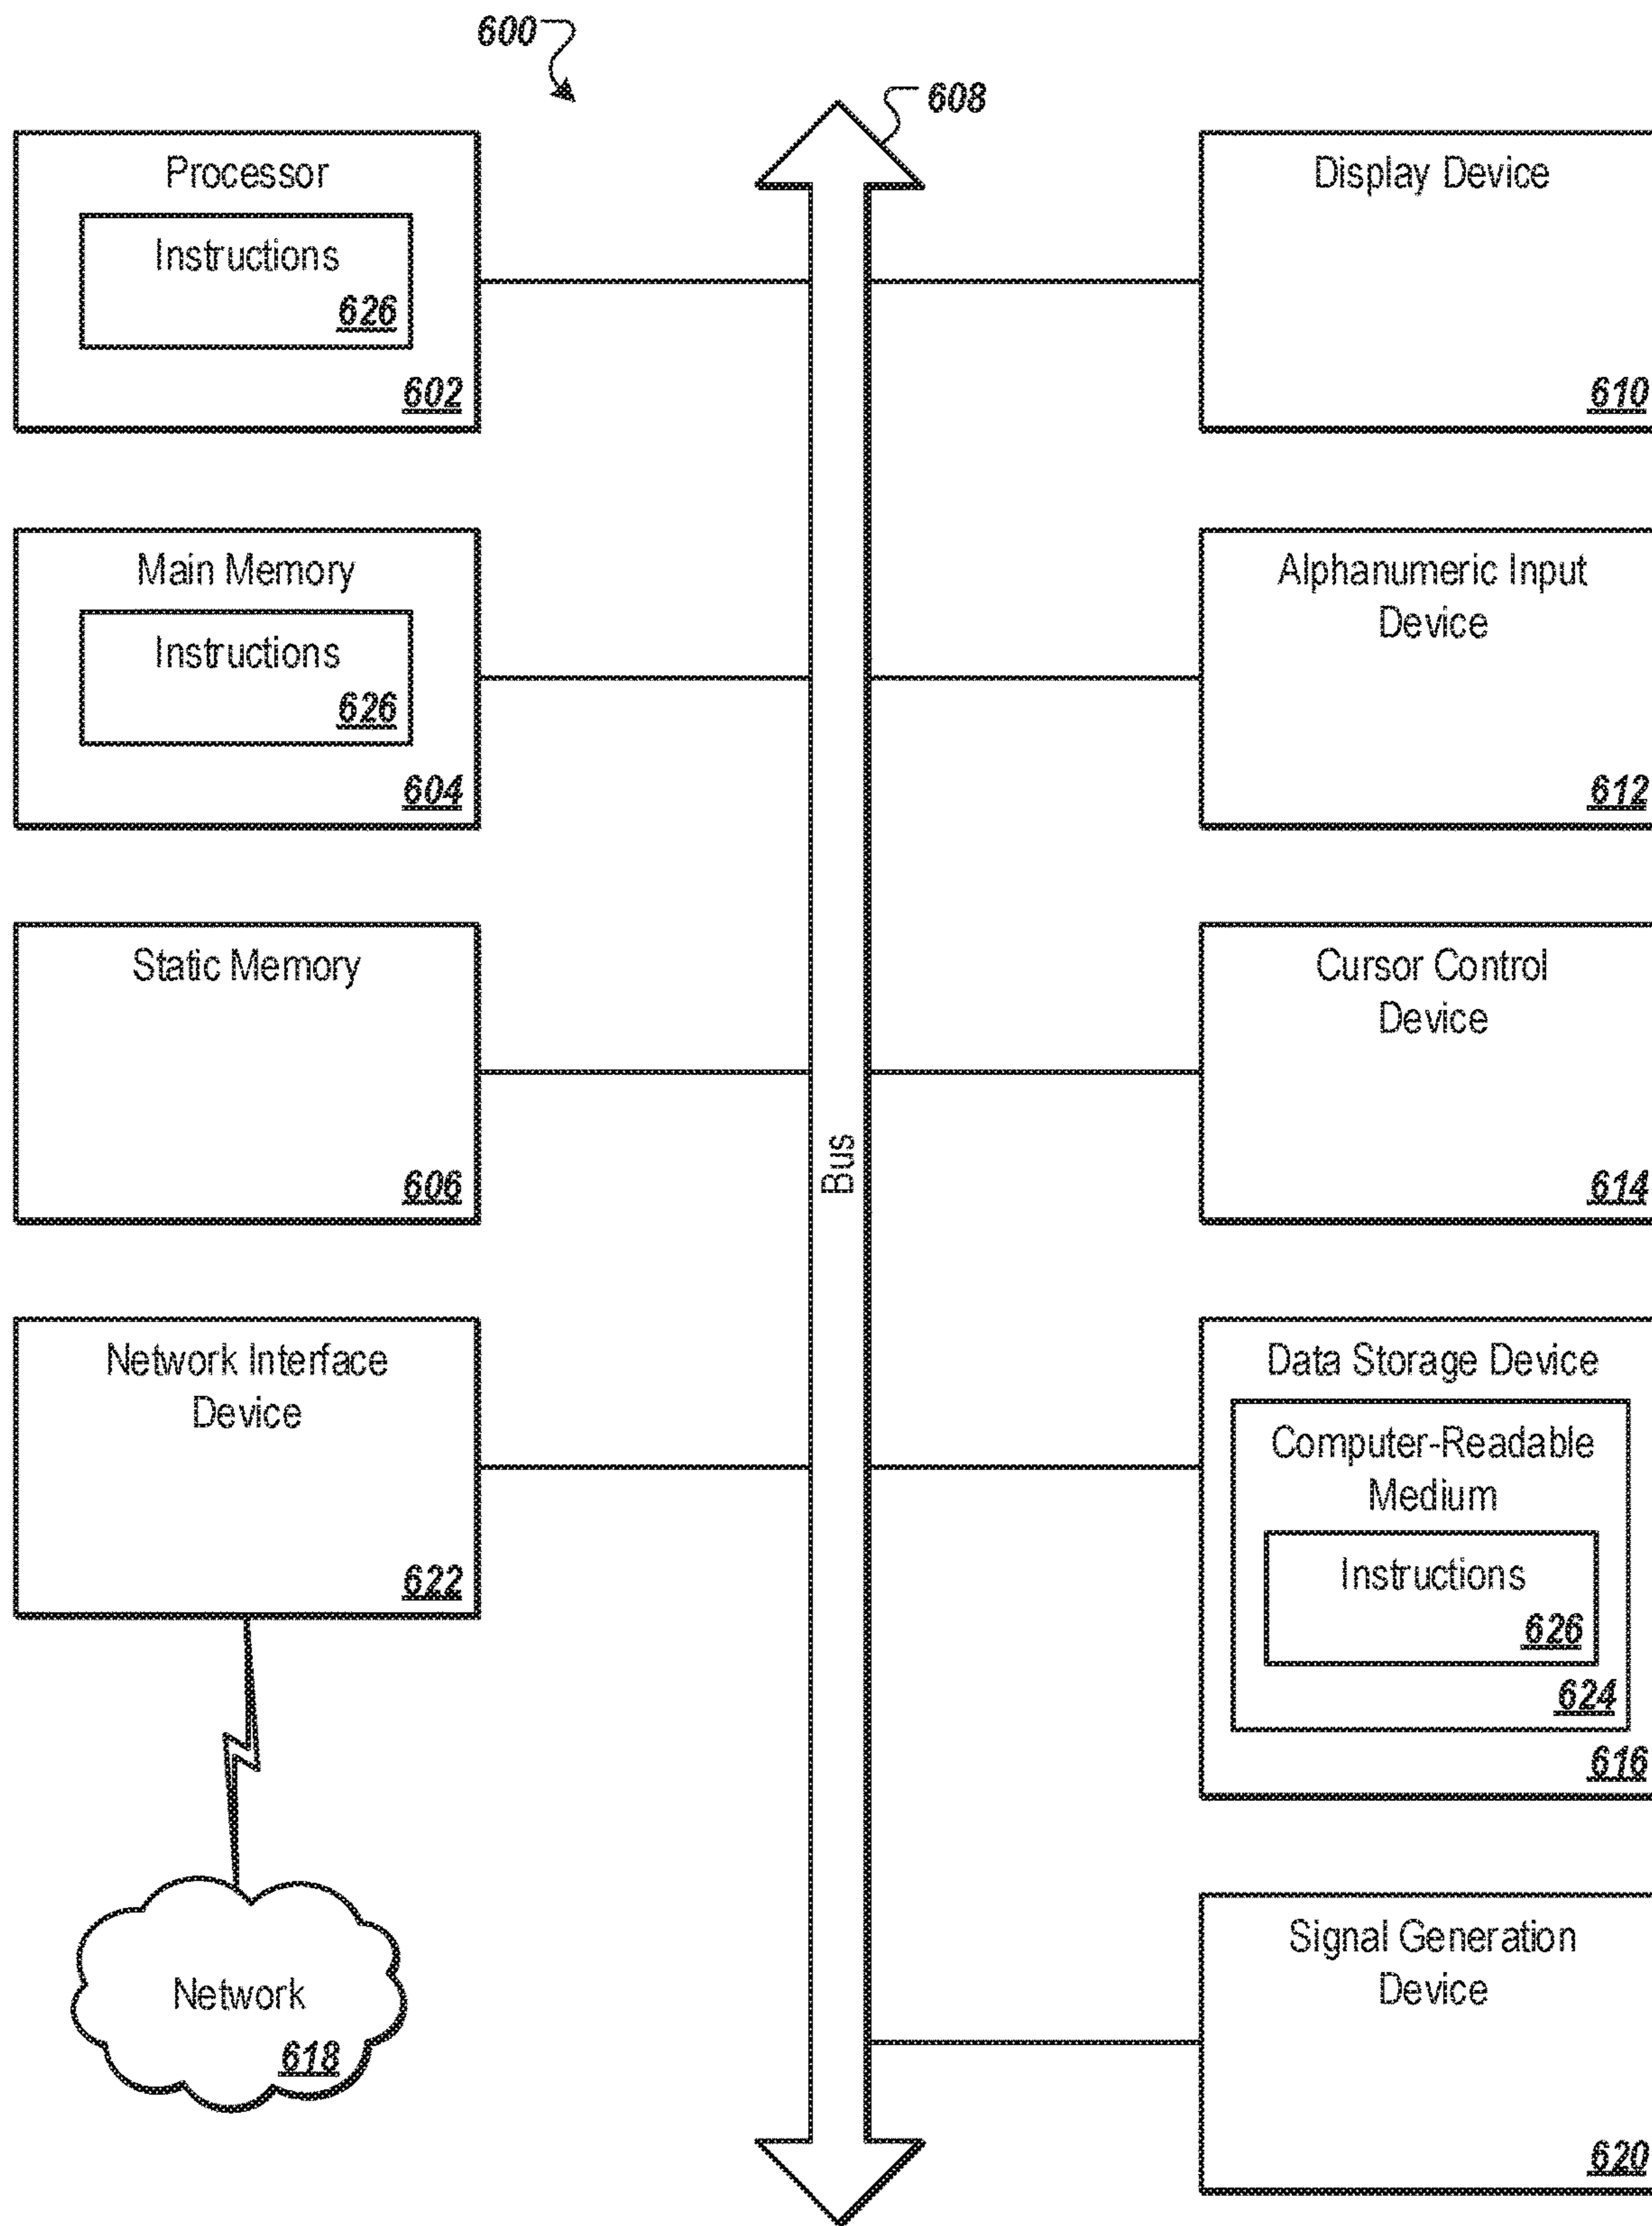 600
608
Processor
Instructions
626
602
Main Memory
Instructions
626
604
Static Memory
606
Network Interface
Device
622
Network
618
Bus
Display Device
610
Alphanumeric Input
Device
612
Cursor Control
Device
614
Data Storage Device
Computer-Readable
Medium
Instructions
626
624
616
Signal Generation
Device
620